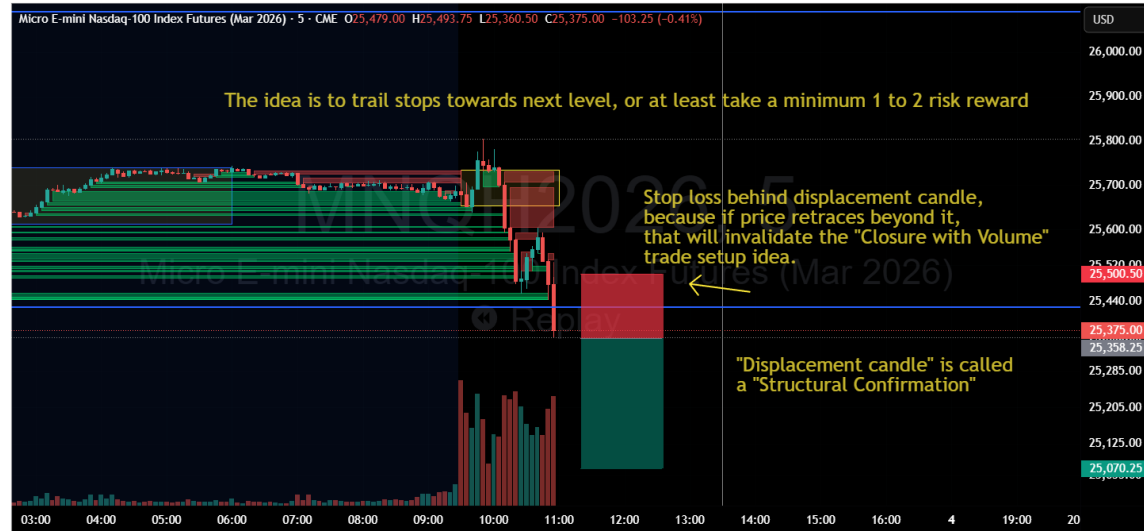 Micro E-mini Nasdaq-100 Index Futures (Mar 2026) · 5 · CME O25,479.00 H25,493.75 L25,360.50 C25,375.00 −103.25 (−0.41%)
USD
26,000.00
The idea is to trail stops towards next level, or at least take a minimum 1 to 2 risk reward
25,900.00
25,800.00
25,700.00
MNQH2026, 5
Stop loss behind displacement candle,
because if price retraces beyond it,
that will invalidate the "Closure with Volume"
trade setup idea.
25,600.00
25,520.00
Micro E-mini Nasdaq-100 Index Futures (Mar 2026)
25,500.50
25,440.00
Replay
25,375.00
25,358.25
"Displacement candle" is called
a "Structural Confirmation"
25,285.00
25,205.00
25,125.00
25,070.25
03:00 04:00 05:00 06:00 07:00 08:00 09:00 10:00 11:00 12:00 13:00 14:00 15:00 16:00 4 19:00 20